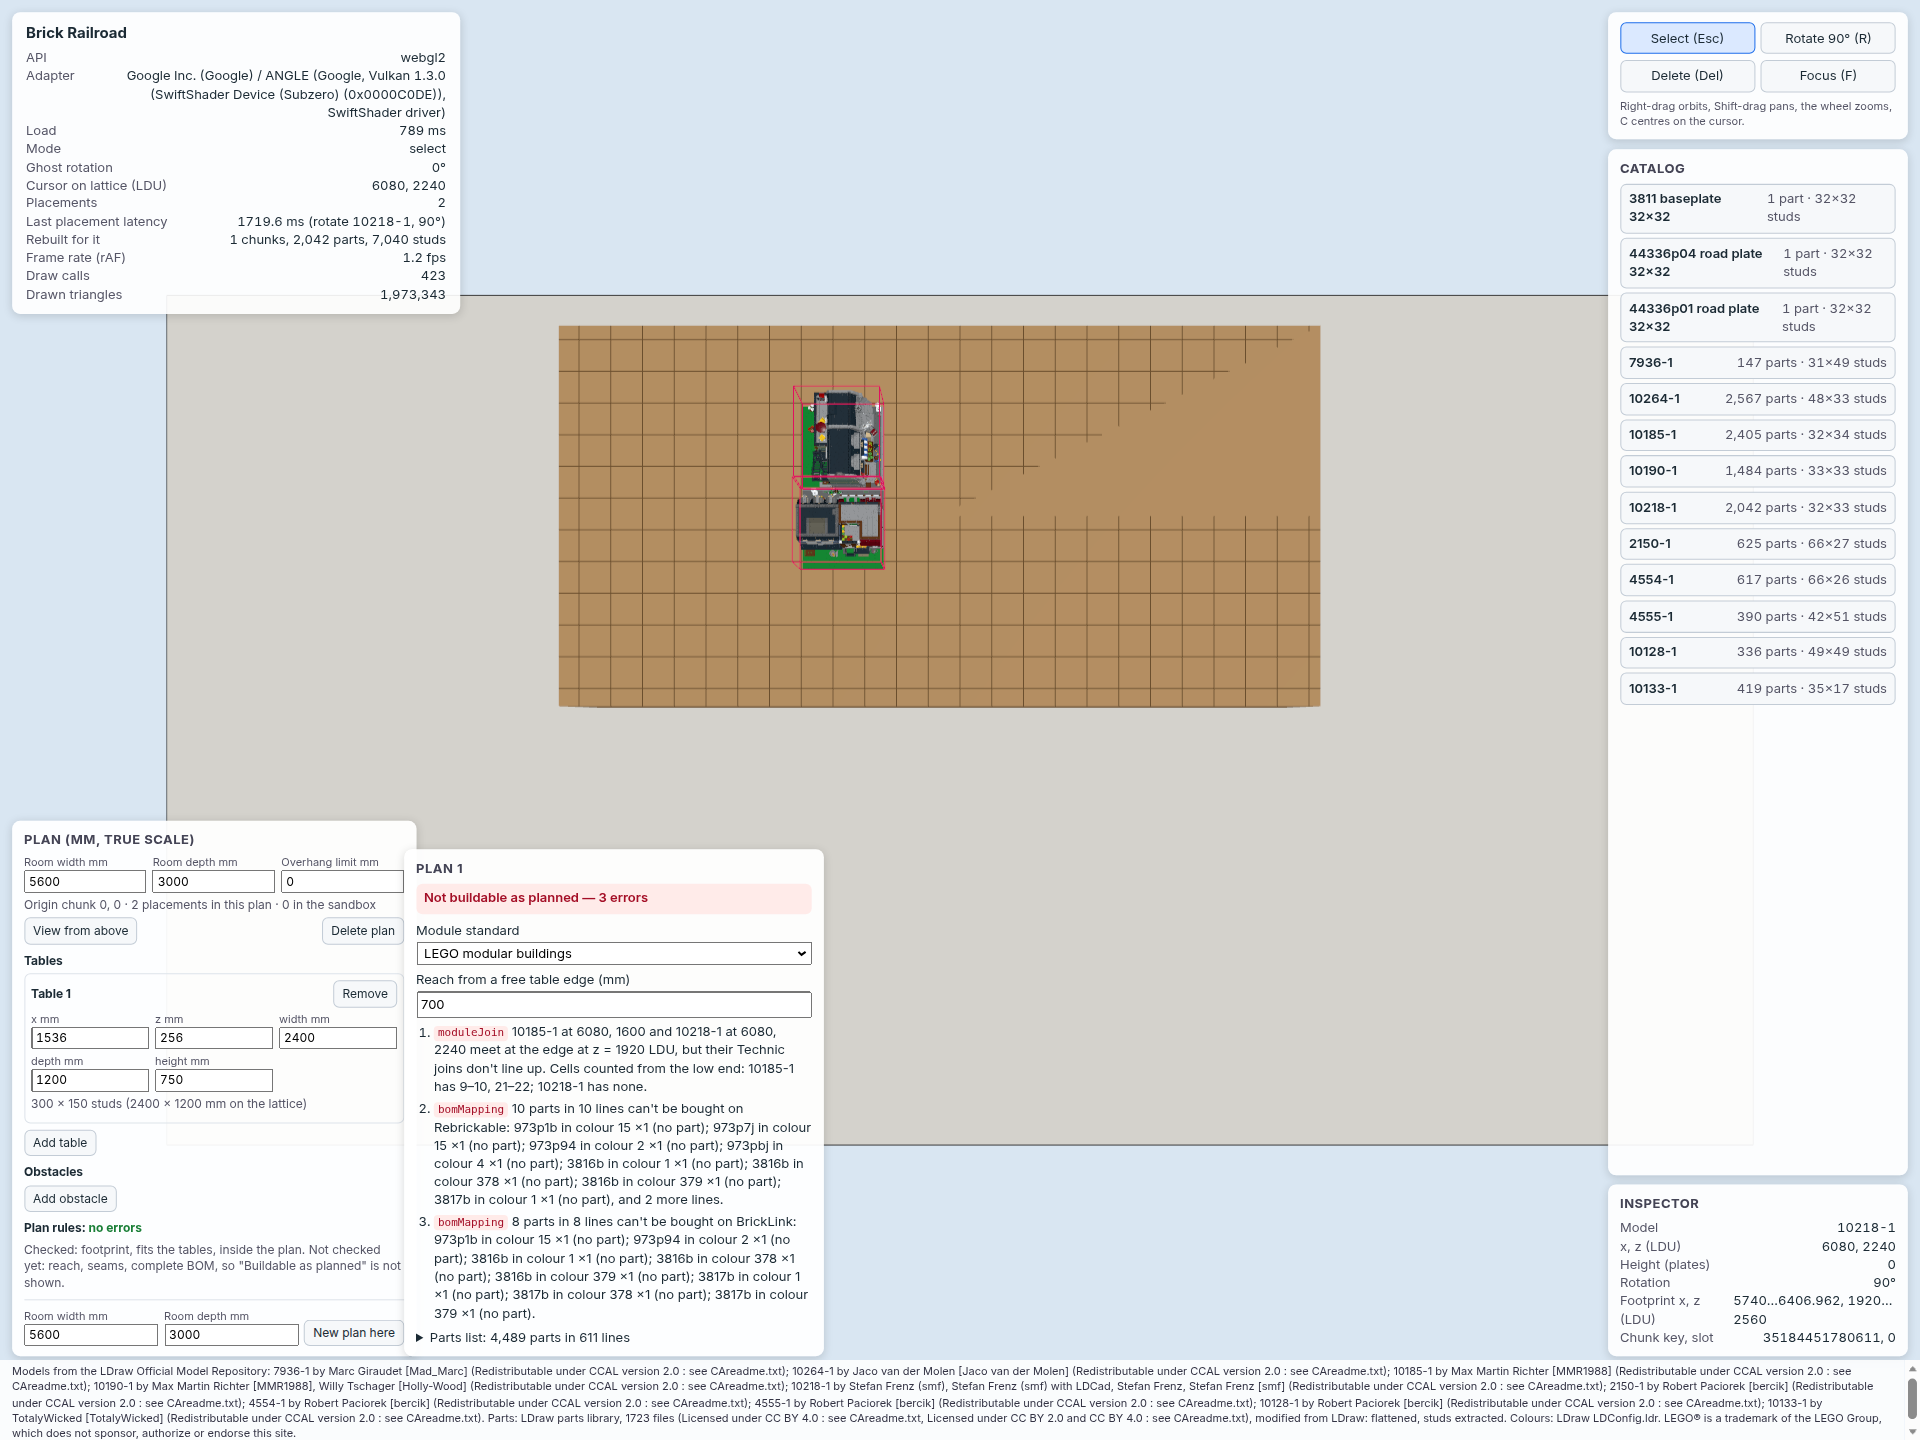 Brick Railroad
API webgl2
Adapter Google Inc. (Google) / ANGLE (Google, Vulkan 1.3.0
(SwiftShader Device (Subzero) (0x0000C0DE)),
SwiftShader driver)
Load 789 ms
Mode select
Ghost rotation 0°
Cursor on lattice (LDU) 6080, 2240
Placements 2
Last placement latency 1719.6 ms (rotate 10218-1, 90°)
Rebuilt for it 1 chunks, 2,042 parts, 7,040 studs
Frame rate (rAF) 1.2 fps
Draw calls 423
Drawn triangles 1,973,343
Select (Esc) Rotate 90° (R)
Delete (Del) Focus (F)
Right-drag orbits, Shift-drag pans, the wheel zooms,
C centres on the cursor.
CATALOG
3811 baseplate 1 part · 32×32
32×32 studs
44336p04 road plate 1 part · 32×32
32×32 studs
44336p01 road plate 1 part · 32×32
32×32 studs
7936-1 147 parts · 31×49 studs
10264-1 2,567 parts · 48×33 studs
10185-1 2,405 parts · 32×34 studs
10190-1 1,484 parts · 33×33 studs
10218-1 2,042 parts · 32×33 studs
2150-1 625 parts · 66×27 studs
4554-1 617 parts · 66×26 studs
4555-1 390 parts · 42×51 studs
10128-1 336 parts · 49×49 studs
10133-1 419 parts · 35×17 studs
PLAN (MM, TRUE SCALE)
Room width mm Room depth mm Overhang limit mm
5600 3000 0
Origin chunk 0, 0 · 2 placements in this plan · 0 in the sandbox
View from above Delete plan
Tables
Table 1 Remove
x mm z mm width mm
1536 256 2400
depth mm height mm
1200 750
300 × 150 studs (2400 × 1200 mm on the lattice)
Add table
Obstacles
Add obstacle
Plan rules: no errors
Checked: footprint, fits the tables, inside the plan. Not checked
yet: reach, seams, complete BOM, so "Buildable as planned" is not
shown.
Room width mm Room depth mm
5600 3000 New plan here
PLAN 1
Not buildable as planned — 3 errors
Module standard
LEGO modular buildings
Reach from a free table edge (mm)
700
1. moduleJoin 10185-1 at 6080, 1600 and 10218-1 at 6080,
2240 meet at the edge at z = 1920 LDU, but their Technic
joins don't line up. Cells counted from the low end: 10185-1
has 9–10, 21–22; 10218-1 has none.
2. bomMapping 10 parts in 10 lines can't be bought on
Rebrickable: 973p1b in colour 15 ×1 (no part); 973p7j in colour
15 ×1 (no part); 973p94 in colour 2 ×1 (no part); 973pbj in
colour 4 ×1 (no part); 3816b in colour 1 ×1 (no part); 3816b in
colour 378 ×1 (no part); 3816b in colour 379 ×1 (no part);
3817b in colour 1 ×1 (no part), and 2 more lines.
3. bomMapping 8 parts in 8 lines can't be bought on BrickLink:
973p1b in colour 15 ×1 (no part); 973p94 in colour 2 ×1 (no
part); 3816b in colour 1 ×1 (no part); 3816b in colour 378 ×1
(no part); 3816b in colour 379 ×1 (no part); 3817b in colour 1
×1 (no part); 3817b in colour 378 ×1 (no part); 3817b in colour
379 ×1 (no part).
Parts list: 4,489 parts in 611 lines
INSPECTOR
Model 10218-1
x, z (LDU) 6080, 2240
Height (plates) 0
Rotation 90°
Footprint x, z 5740…6406.962, 1920…
(LDU) 2560
Chunk key, slot 35184451780611, 0
Models from the LDraw Official Model Repository: 7936-1 by Marc Giraudet [Mad_Marc] (Redistributable under CCAL version 2.0 : see CAreadme.txt); 10264-1 by Jaco van der Molen [Jaco van der Molen] (Redistributable under CCAL version 2.0 : see CAreadme.txt); 10185-1 by Max Martin Richter [MMR1988] (Redistributable under CCAL version 2.0 : see
CAreadme.txt); 10190-1 by Max Martin Richter [MMR1988], Willy Tschager [Holly-Wood] (Redistributable under CCAL version 2.0 : see CAreadme.txt); 10218-1 by Stefan Frenz (smf), Stefan Frenz (smf) with LDCad, Stefan Frenz, Stefan Frenz [smf] (Redistributable under CCAL version 2.0 : see CAreadme.txt); 2150-1 by Robert Paciorek [bercik] (Redistributable
under CCAL version 2.0 : see CAreadme.txt); 4554-1 by Robert Paciorek [bercik] (Redistributable under CCAL version 2.0 : see CAreadme.txt); 4555-1 by Robert Paciorek [bercik] (Redistributable under CCAL version 2.0 : see CAreadme.txt); 10128-1 by Robert Paciorek [bercik] (Redistributable under CCAL version 2.0 : see CAreadme.txt); 10133-1 by
TotalyWicked [TotalyWicked] (Redistributable under CCAL version 2.0 : see CAreadme.txt). Parts: LDraw parts library, 1723 files (Licensed under CC BY 4.0 : see CAreadme.txt, Licensed under CC BY 2.0 and CC BY 4.0 : see CAreadme.txt), modified from LDraw: flattened, studs extracted. Colours: LDraw LDConfig.ldr. LEGO® is a trademark of the LEGO Group,
which does not sponsor, authorize or endorse this site.